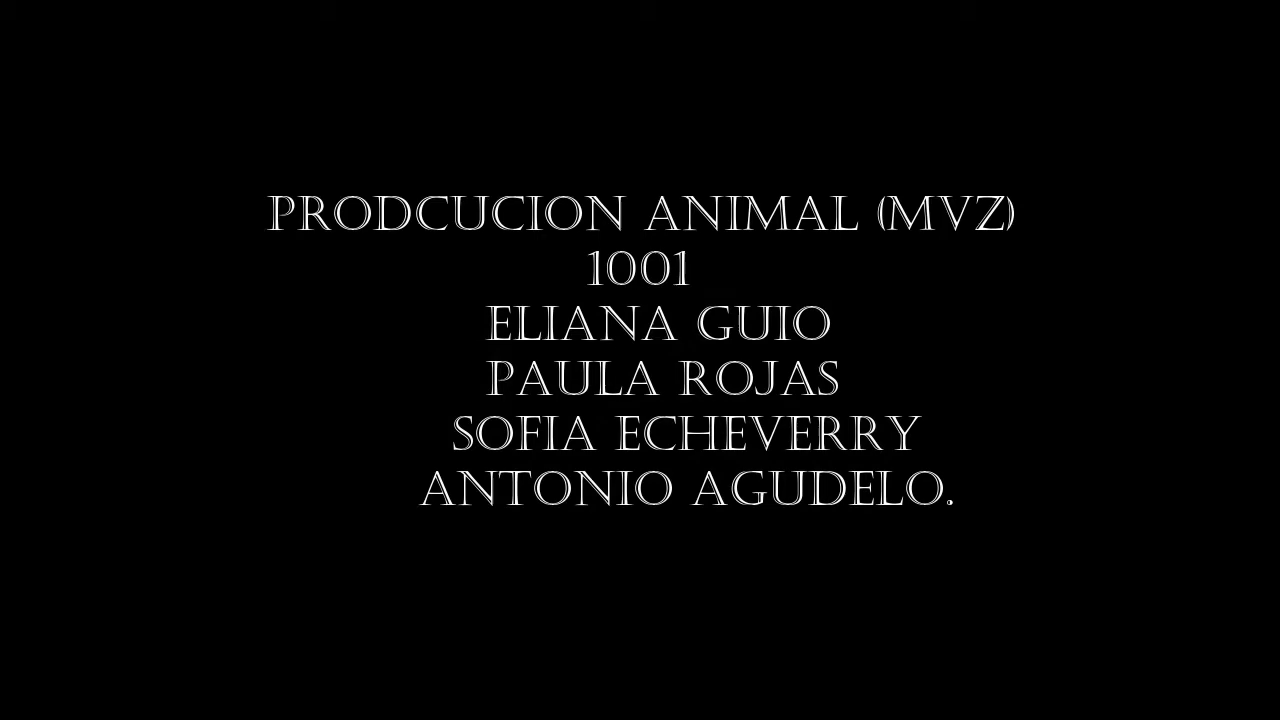 PRODCUCION ANIMAL (MVZ)
1001
ELIANA GUIO
PAULA ROJAS
SOFIA ECHEVERRY
ANTONIO AGUDELO.